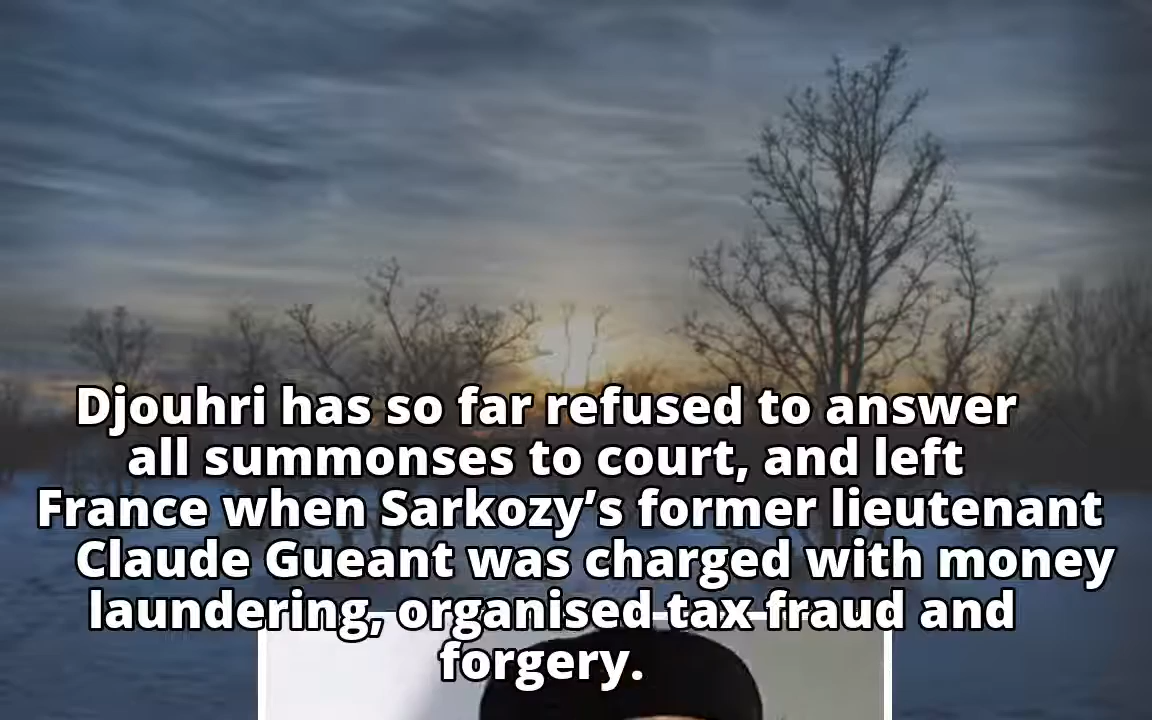 Djouhri has so far refused to answer
all summonses to court, and left
France when Sarkozy’s former lieutenant
Claude Gueant was charged with money
laundering, organised tax fraud and
forgery.